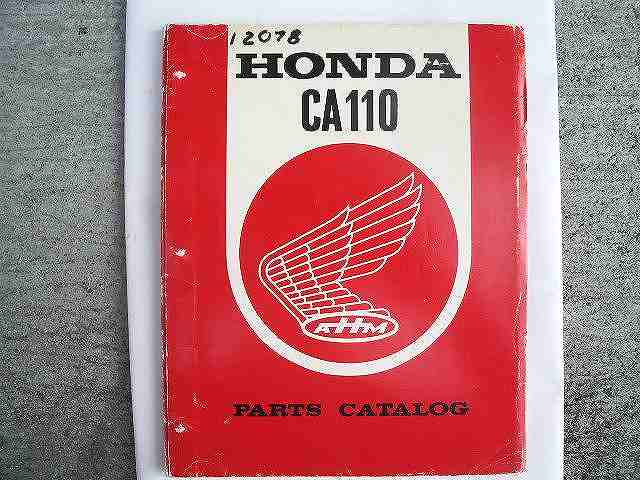 12078
HONDA
CA110
AHM
PARTS CATALOG